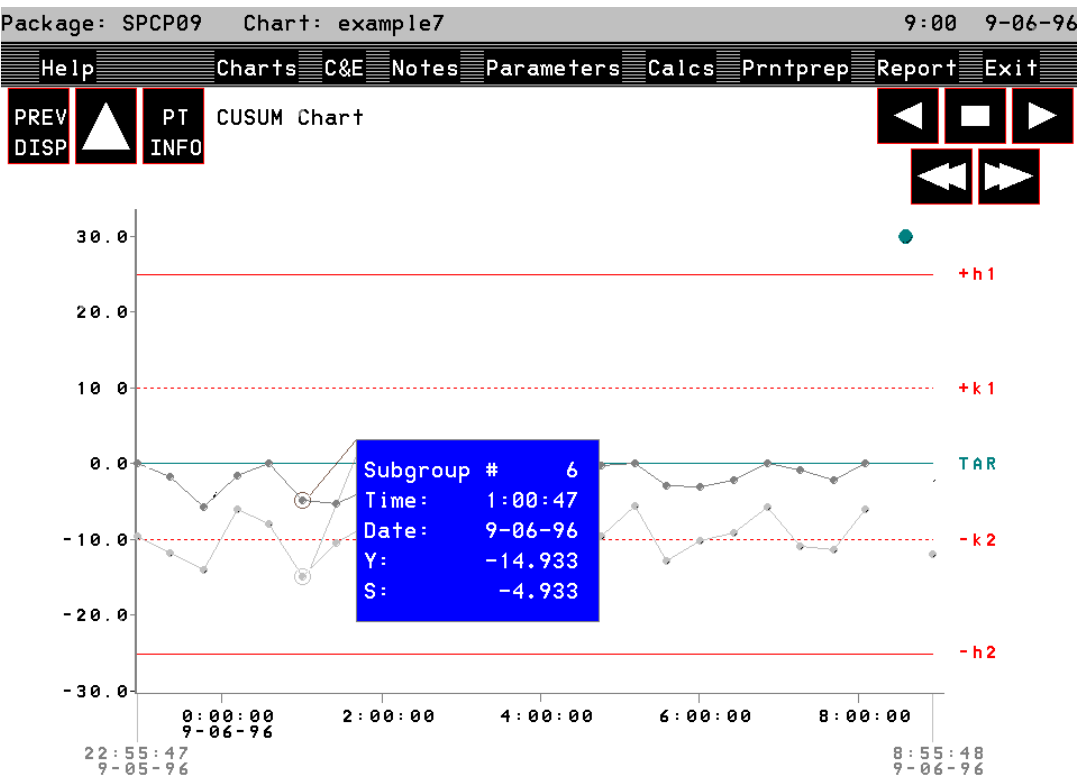 Package: SPCP09 Chart: example7 9:00 9-06-96
Help Charts C&E Notes Parameters Calcs Prntprep Report Exit
PREV DISP
PT INFO
CUSUM Chart
30.0
+h1
20.0
10 0
+k1
0.0
TAR
Subgroup # 6
Time: 1:00:47
Date: 9-06-96
Y: -14.933
S: -4.933
-10.0
-k2
-20.0
-h2
-30.0
0:00:00 2:00:00 4:00:00 6:00:00 8:00:00
9-06-96
22:55:47 8:55:48
9-05-96 9-06-96